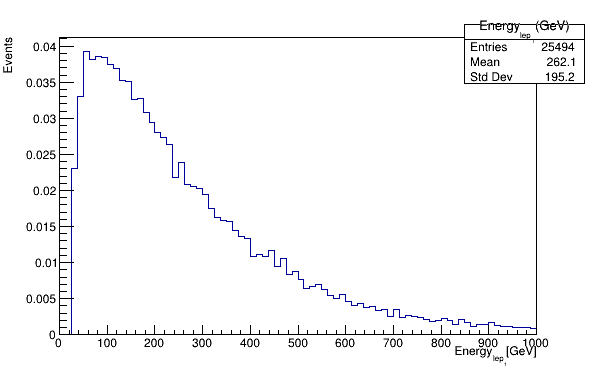 Energy_lep_1 (GeV)
Entries 25494
Mean 262.1
Std Dev 195.2
Events
0.04
0.035
0.03
0.025
0.02
0.015
0.01
0.005
0
0 100 200 300 400 500 600 700 800 900 1000
Energy_lep_1 [GeV]